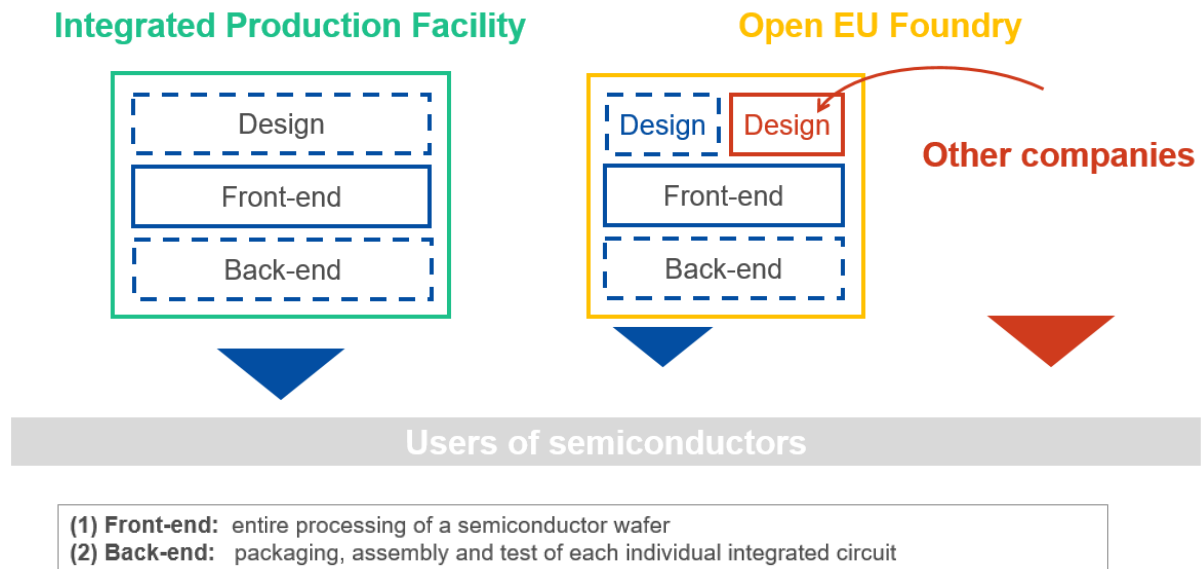 Integrated Production Facility
Open EU Foundry
Design
Front-end
Back-end
Design
Design
Front-end
Back-end
Other companies
Users of semiconductors
(1) Front-end: entire processing of a semiconductor wafer
(2) Back-end: packaging, assembly and test of each individual integrated circuit